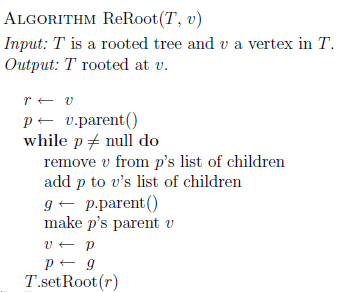 ALGORITHM ReRoot(T, v)
Input: T is a rooted tree and v a vertex in T.
Output: T rooted at v.
r ← v
p ← v.parent()
while p ≠ null do
remove v from p's list of children
add p to v's list of children
g ← p.parent()
make p's parent v
v ← p
p ← g
T.setRoot(r)